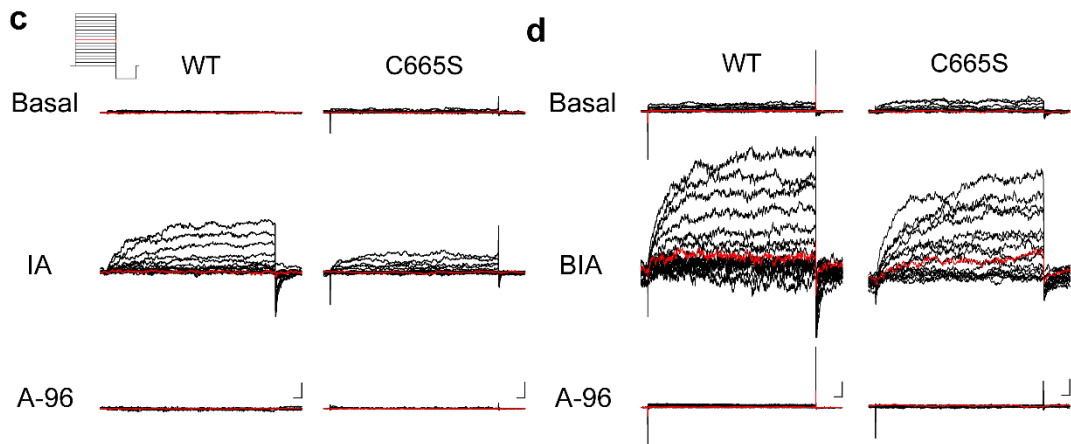 c
WT C665S
Basal
IA
A-96
d
WT C665S
Basal
BIA
A-96